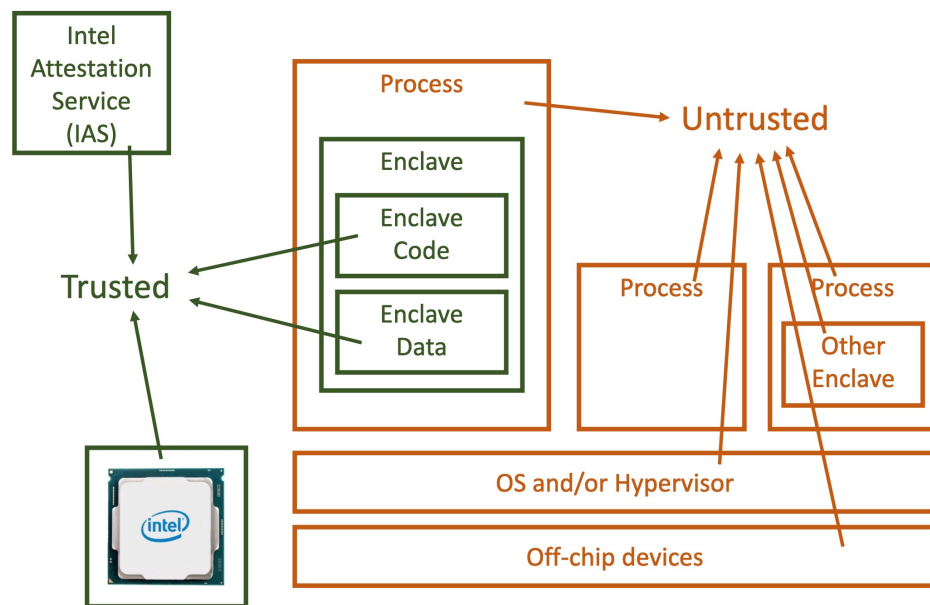 Intel
Attestation
Service
(IAS)
Process
Untrusted
Enclave
Enclave
Code
Trusted
Enclave
Data
Process
Process
Other
Enclave
OS and/or Hypervisor
intel
Off-chip devices